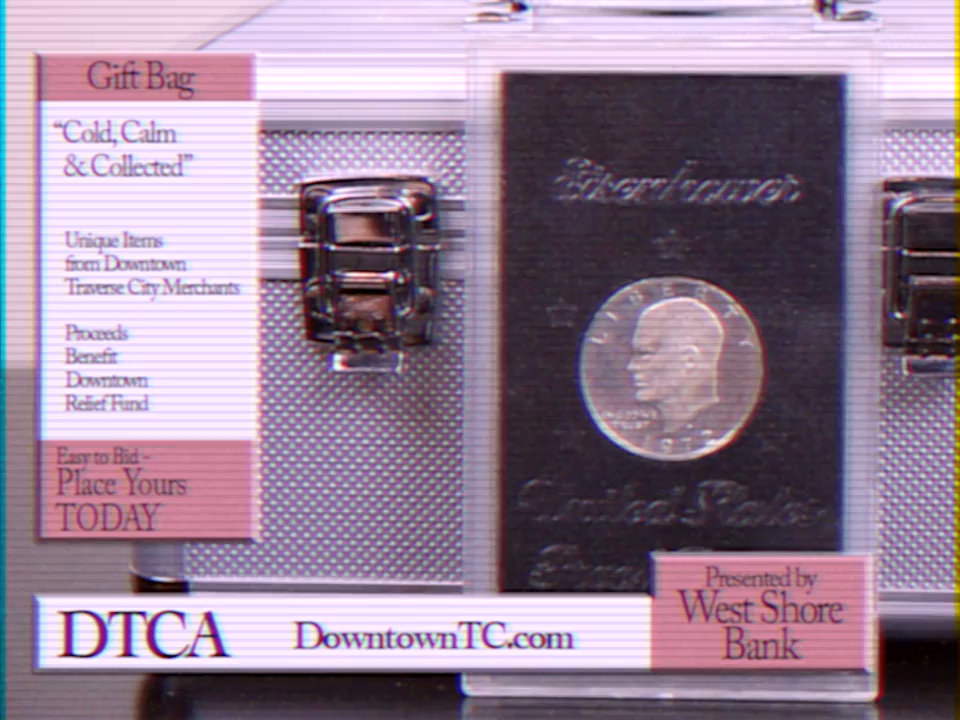 Gift Bag
“Cold, Calm
& Collected”
Unique Items
from Downtown
Traverse City Merchants
Proceeds
Benefit
Downtown
Relief Fund
Easy to Bid -
Place Yours
TODAY
Eisenhower
LIBERTY
United States
Presented by
West Shore
Bank
DTCA
DowntownTC.com